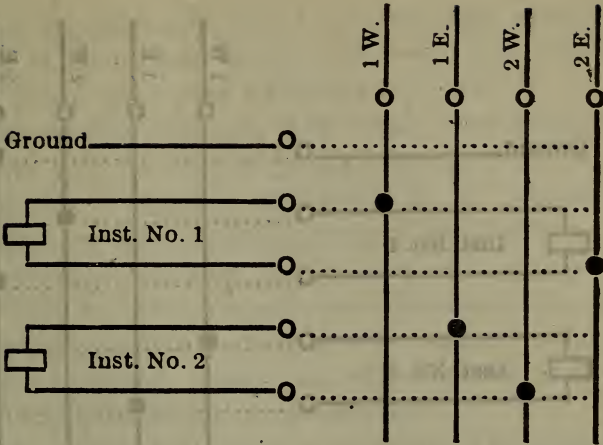 1 W.
1 E.
2 W.
2 E.
Ground
Inst. No. 1
Inst. No. 2